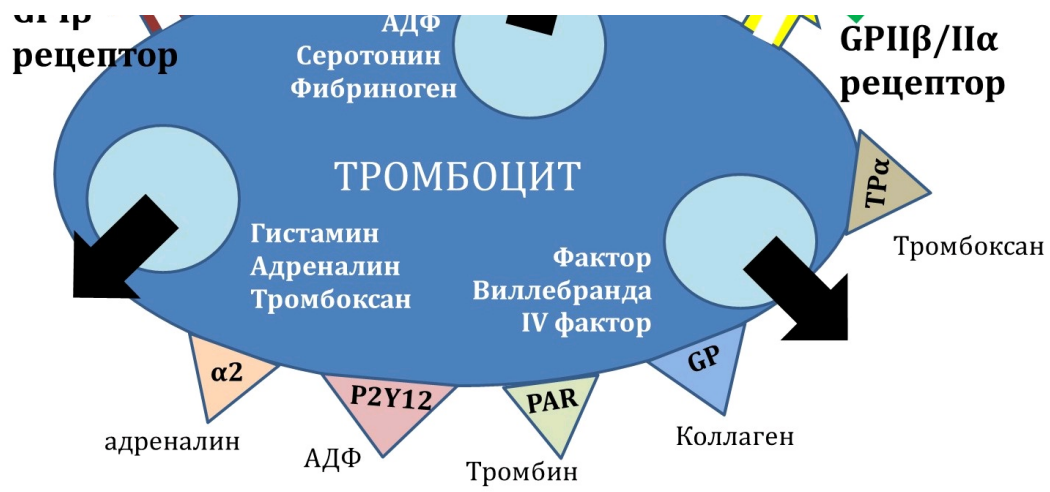 GPIβ
рецептор
АДФ
Серотонин
Фибриноген
GPIIβ/IIα
рецептор
ТРОМБОЦИТ
TPα
Тромбоксан
Гистамин
Адреналин
Тромбоксан
Фактор
Виллебранда
IV фактор
α2
P2Y12
PAR
GP
адреналин
АДФ
Тромбин
Коллаген